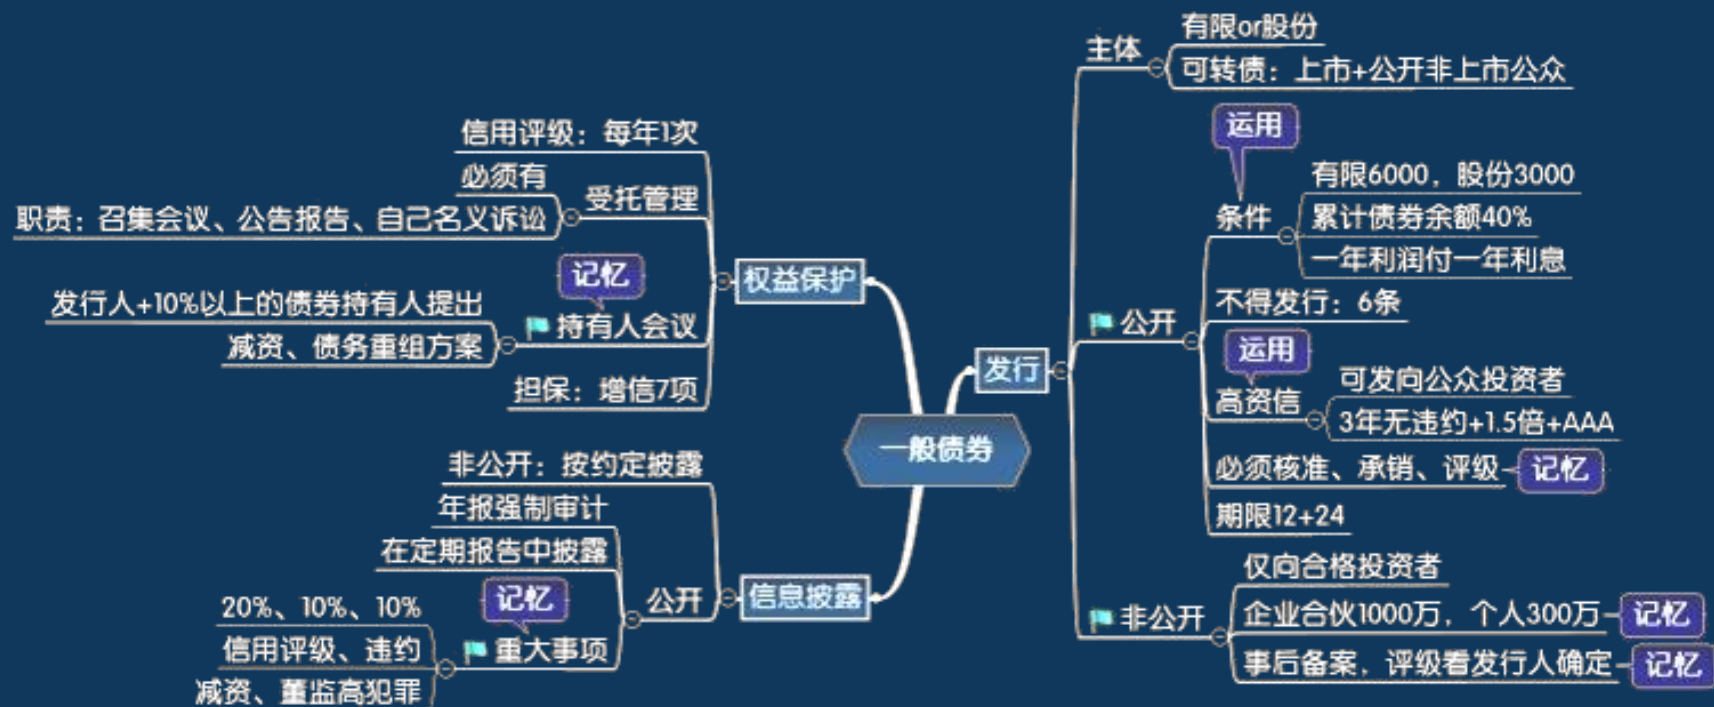 一般债券
发行
主体
有限or股份
可转债：上市+公开非上市公众
公开
运用
条件
有限6000，股份3000
累计债券余额40%
一年利润付一年利息
不得发行：6条
运用
高资信
可发向公众投资者
3年无违约+1.5倍+AAA
必须核准、承销、评级
记忆
期限12+24
非公开
仅向合格投资者
企业合伙1000万，个人300万
记忆
事后备案，评级看发行人确定
记忆
权益保护
信用评级：每年1次
受托管理
必须有
职责：召集会议、公告报告、自己名义诉讼
记忆
持有人会议
发行人+10%以上的债券持有人提出
减资、债务重组方案
担保：增信7项
信息披露
非公开：按约定披露
公开
年报强制审计
在定期报告中披露
记忆
重大事项
20%、10%、10%
信用评级、违约
减资、董监高犯罪